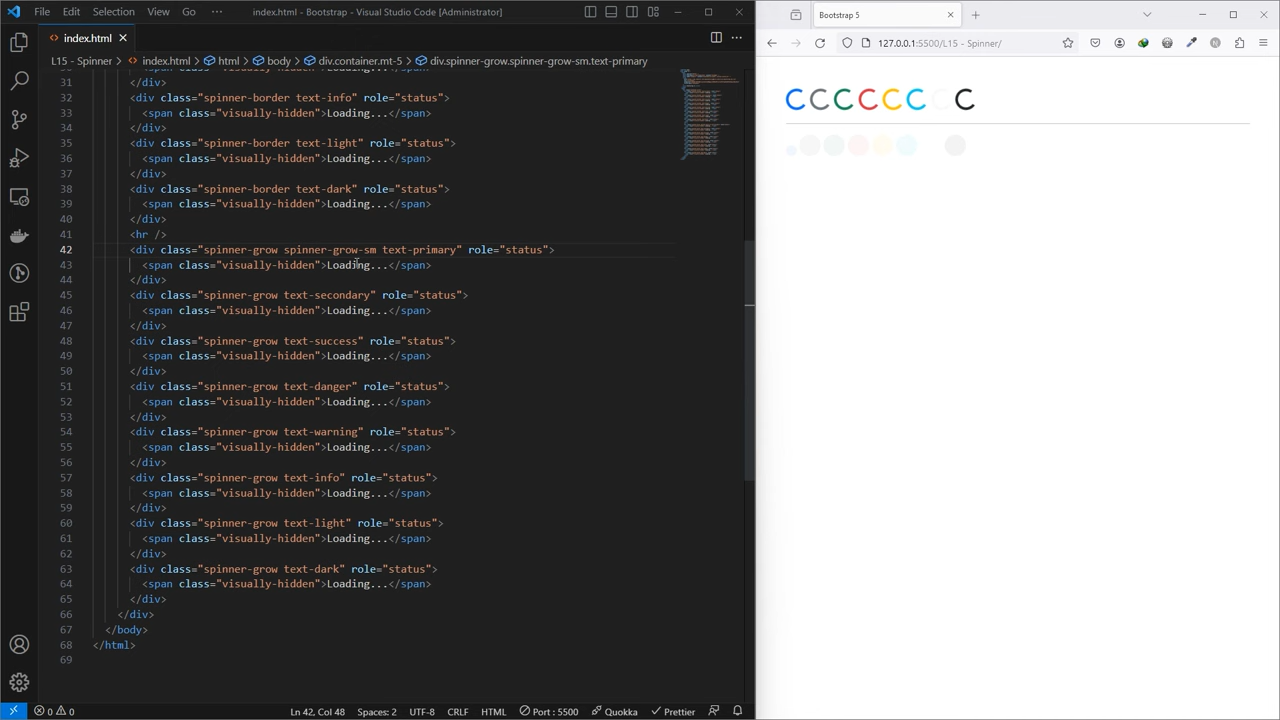 File Edit Selection View Go ··· index.html - Bootstrap - Visual Studio Code [Administrator]
index.html
L15 - Spinner > index.html > html > body > div.container.mt-5 > div.spinner-grow.spinner-grow-sm.text-primary
31 </div>
32 <div class="spinner-border text-info" role="status">
33 <span class="visually-hidden">Loading...</span>
34 </div>
35 <div class="spinner-border text-light" role="status">
36 <span class="visually-hidden">Loading...</span>
37 </div>
38 <div class="spinner-border text-dark" role="status">
39 <span class="visually-hidden">Loading...</span>
40 </div>
41 <hr />
42 <div class="spinner-grow spinner-grow-sm text-primary" role="status">
43 <span class="visually-hidden">Loading...</span>
44 </div>
45 <div class="spinner-grow text-secondary" role="status">
46 <span class="visually-hidden">Loading...</span>
47 </div>
48 <div class="spinner-grow text-success" role="status">
49 <span class="visually-hidden">Loading...</span>
50 </div>
51 <div class="spinner-grow text-danger" role="status">
52 <span class="visually-hidden">Loading...</span>
53 </div>
54 <div class="spinner-grow text-warning" role="status">
55 <span class="visually-hidden">Loading...</span>
56 </div>
57 <div class="spinner-grow text-info" role="status">
58 <span class="visually-hidden">Loading...</span>
59 </div>
60 <div class="spinner-grow text-light" role="status">
61 <span class="visually-hidden">Loading...</span>
62 </div>
63 <div class="spinner-grow text-dark" role="status">
64 <span class="visually-hidden">Loading...</span>
65 </div>
66 </div>
67 </body>
68 </html>
69
0 0 Ln 42, Col 48 Spaces: 2 UTF-8 CRLF HTML Port : 5500 Quokka Prettier
Bootstrap 5
127.0.0.1:5500/L15 - Spinner/